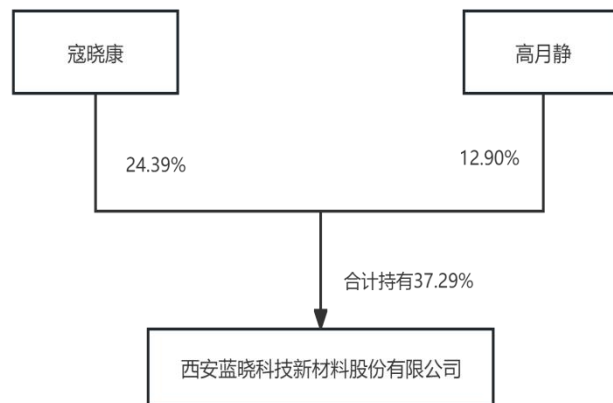 寇晓康
高月静
24.39%
12.90%
合计持有37.29%
西安蓝晓科技新材料股份有限公司